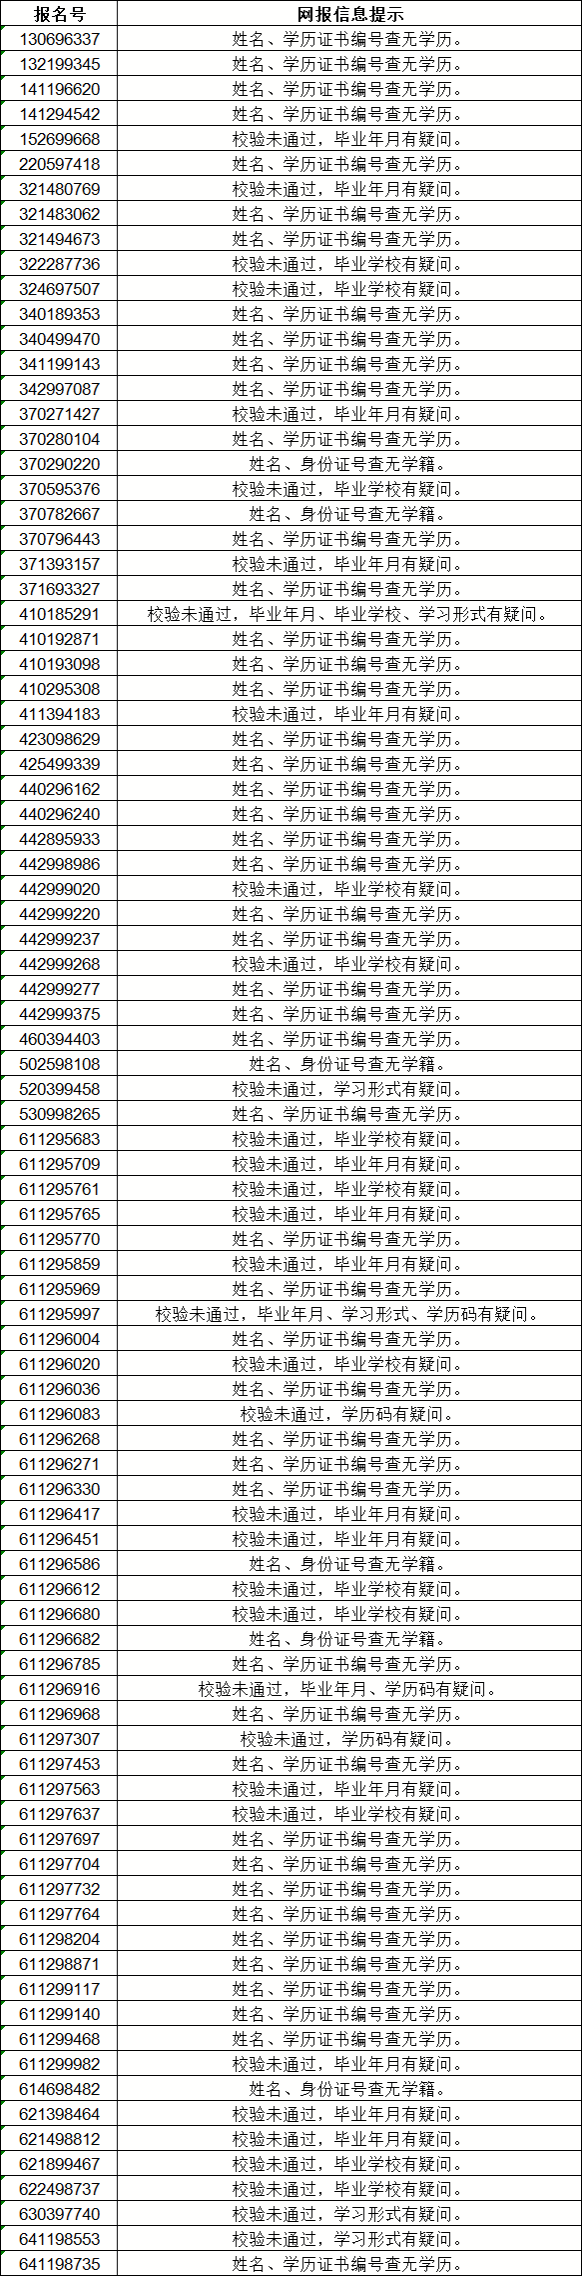 报名号 网报信息提示
130696337 姓名、学历证书编号查无学历。
132199345 姓名、学历证书编号查无学历。
141196620 姓名、学历证书编号查无学历。
141294542 姓名、学历证书编号查无学历。
152699668 校验未通过，毕业年月有疑问。
220597418 姓名、学历证书编号查无学历。
321480769 校验未通过，毕业年月有疑问。
321483062 姓名、学历证书编号查无学历。
321494673 姓名、学历证书编号查无学历。
322287736 校验未通过，毕业学校有疑问。
324697507 校验未通过，毕业学校有疑问。
340189353 姓名、学历证书编号查无学历。
340499470 姓名、学历证书编号查无学历。
341199143 姓名、学历证书编号查无学历。
342997087 姓名、学历证书编号查无学历。
370271427 校验未通过，毕业年月有疑问。
370280104 姓名、学历证书编号查无学历。
370290220 姓名、身份证号查无学籍。
370595376 校验未通过，毕业学校有疑问。
370782667 姓名、身份证号查无学籍。
370796443 姓名、学历证书编号查无学历。
371393157 校验未通过，毕业年月有疑问。
371693327 姓名、学历证书编号查无学历。
410185291 校验未通过，毕业年月、毕业学校、学习形式有疑问。
410192871 姓名、学历证书编号查无学历。
410193098 姓名、学历证书编号查无学历。
410295308 姓名、学历证书编号查无学历。
411394183 校验未通过，毕业年月有疑问。
423098629 姓名、学历证书编号查无学历。
425499339 姓名、学历证书编号查无学历。
440296162 姓名、学历证书编号查无学历。
440296240 姓名、学历证书编号查无学历。
442895933 姓名、学历证书编号查无学历。
442998986 姓名、学历证书编号查无学历。
442999020 校验未通过，毕业学校有疑问。
442999220 姓名、学历证书编号查无学历。
442999237 姓名、学历证书编号查无学历。
442999268 校验未通过，毕业学校有疑问。
442999277 姓名、学历证书编号查无学历。
442999375 姓名、学历证书编号查无学历。
460394403 姓名、学历证书编号查无学历。
502598108 姓名、身份证号查无学籍。
520399458 校验未通过，学习形式有疑问。
530998265 姓名、学历证书编号查无学历。
611295683 校验未通过，毕业学校有疑问。
611295709 校验未通过，毕业年月有疑问。
611295761 校验未通过，毕业学校有疑问。
611295765 校验未通过，毕业年月有疑问。
611295770 姓名、学历证书编号查无学历。
611295859 校验未通过，毕业年月有疑问。
611295969 姓名、学历证书编号查无学历。
611295997 校验未通过，毕业年月、学习形式、学历码有疑问。
611296004 姓名、学历证书编号查无学历。
611296020 校验未通过，毕业学校有疑问。
611296036 姓名、学历证书编号查无学历。
611296083 校验未通过，学历码有疑问。
611296268 姓名、学历证书编号查无学历。
611296271 姓名、学历证书编号查无学历。
611296330 姓名、学历证书编号查无学历。
611296417 校验未通过，毕业年月有疑问。
611296451 校验未通过，毕业年月有疑问。
611296586 姓名、身份证号查无学籍。
611296612 校验未通过，毕业学校有疑问。
611296680 校验未通过，毕业学校有疑问。
611296682 姓名、身份证号查无学籍。
611296785 姓名、学历证书编号查无学历。
611296916 校验未通过，毕业年月、学历码有疑问。
611296968 姓名、学历证书编号查无学历。
611297307 校验未通过，学历码有疑问。
611297453 姓名、学历证书编号查无学历。
611297563 校验未通过，毕业年月有疑问。
611297637 校验未通过，毕业学校有疑问。
611297697 姓名、学历证书编号查无学历。
611297704 姓名、学历证书编号查无学历。
611297732 姓名、学历证书编号查无学历。
611297764 姓名、学历证书编号查无学历。
611298204 姓名、学历证书编号查无学历。
611298871 姓名、学历证书编号查无学历。
611299117 姓名、学历证书编号查无学历。
611299140 姓名、学历证书编号查无学历。
611299468 姓名、学历证书编号查无学历。
611299982 校验未通过，毕业年月有疑问。
614698482 姓名、身份证号查无学籍。
621398464 校验未通过，毕业年月有疑问。
621498812 校验未通过，毕业年月有疑问。
621899467 校验未通过，毕业学校有疑问。
622498737 校验未通过，毕业学校有疑问。
630397740 校验未通过，学习形式有疑问。
641198553 校验未通过，学习形式有疑问。
641198735 姓名、学历证书编号查无学历。